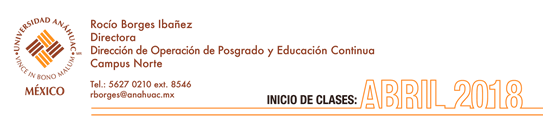 UNIVERSIDAD ANÁHUAC
VINCE IN BONO MALUM
MÉXICO
Rocío Borges Ibañez
Directora
Dirección de Operación de Posgrado y Educación Continua
Campus Norte
Tel.: 5627 0210 ext. 8546
rborges@anahuac.mx
INICIO DE CLASES: ABRIL 2018